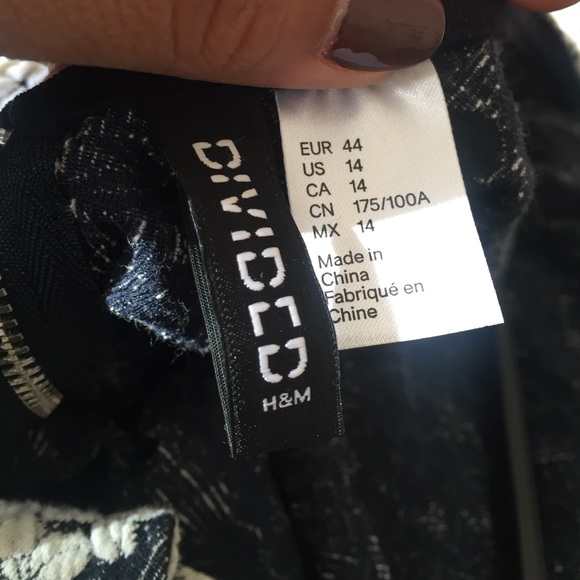 DIVIDED
H&M
EUR 44
US 14
CA 14
CN 175/100A
MX 14
Made in
China
Fabriqué en
Chine